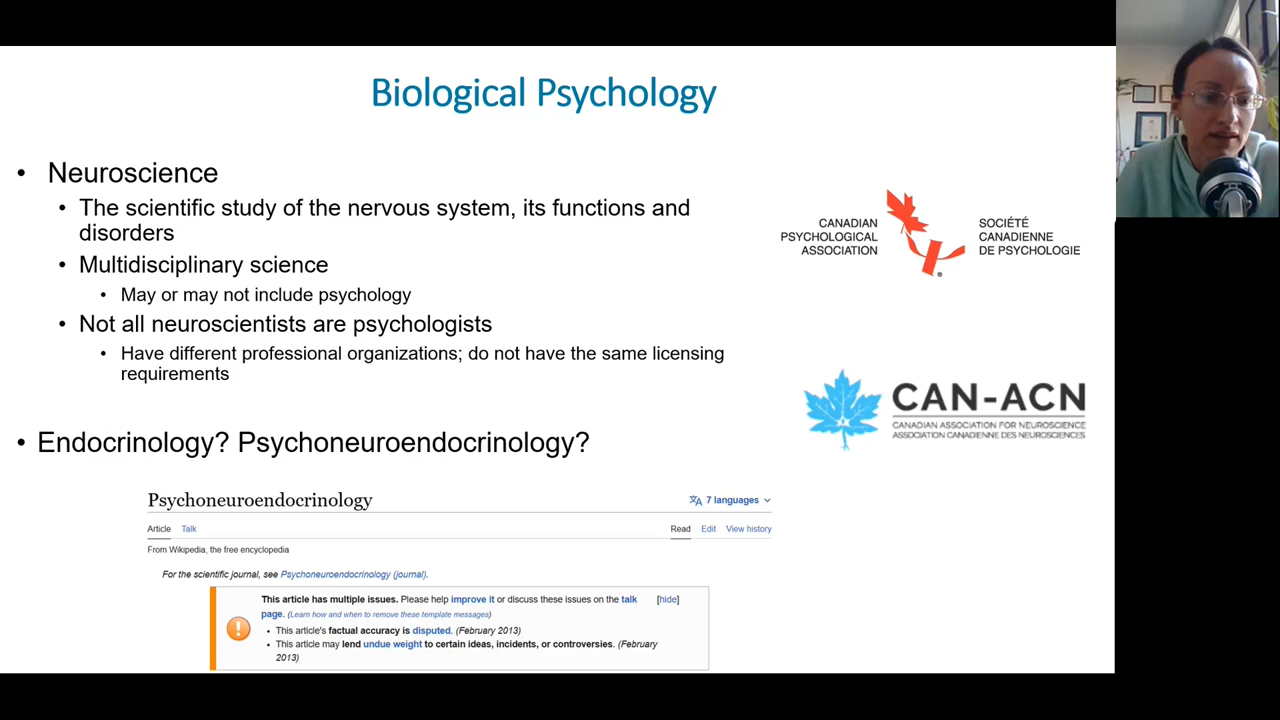 Biological Psychology
• Neuroscience
• The scientific study of the nervous system, its functions and
disorders
• Multidisciplinary science
• May or may not include psychology
• Not all neuroscientists are psychologists
• Have different professional organizations; do not have the same licensing
requirements
CANADIAN
PSYCHOLOGICAL
ASSOCIATION
SOCIÉTÉ
CANADIENNE
DE PSYCHOLOGIE
®
CAN-ACN
CANADIAN ASSOCIATION FOR NEUROSCIENCE
ASSOCIATION CANADIENNE DES NEUROSCIENCES
• Endocrinology? Psychoneuroendocrinology?
Psychoneuroendocrinology
7 languages
Article Talk
Read Edit View history
From Wikipedia, the free encyclopedia
For the scientific journal, see Psychoneuroendocrinology (journal).
This article has multiple issues. Please help improve it or discuss these issues on the talk
page. (Learn how and when to remove these template messages)
[hide]
• This article's factual accuracy is disputed. (February 2013)
• This article may lend undue weight to certain ideas, incidents, or controversies. (February
2013)